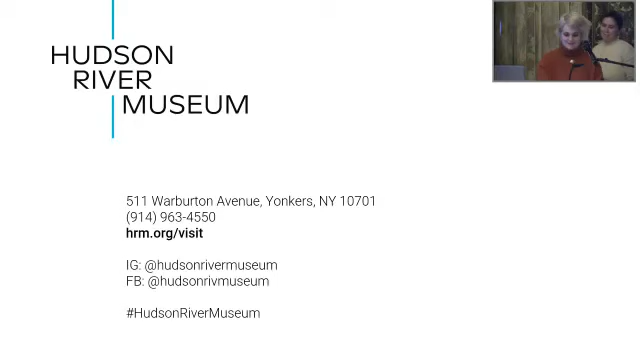 HUDSON
RIVER
MUSEUM
511 Warburton Avenue, Yonkers, NY 10701
(914) 963-4550
hrm.org/visit
IG: @hudsonrivermuseum
FB: @hudsonrivmuseum
#HudsonRiverMuseum